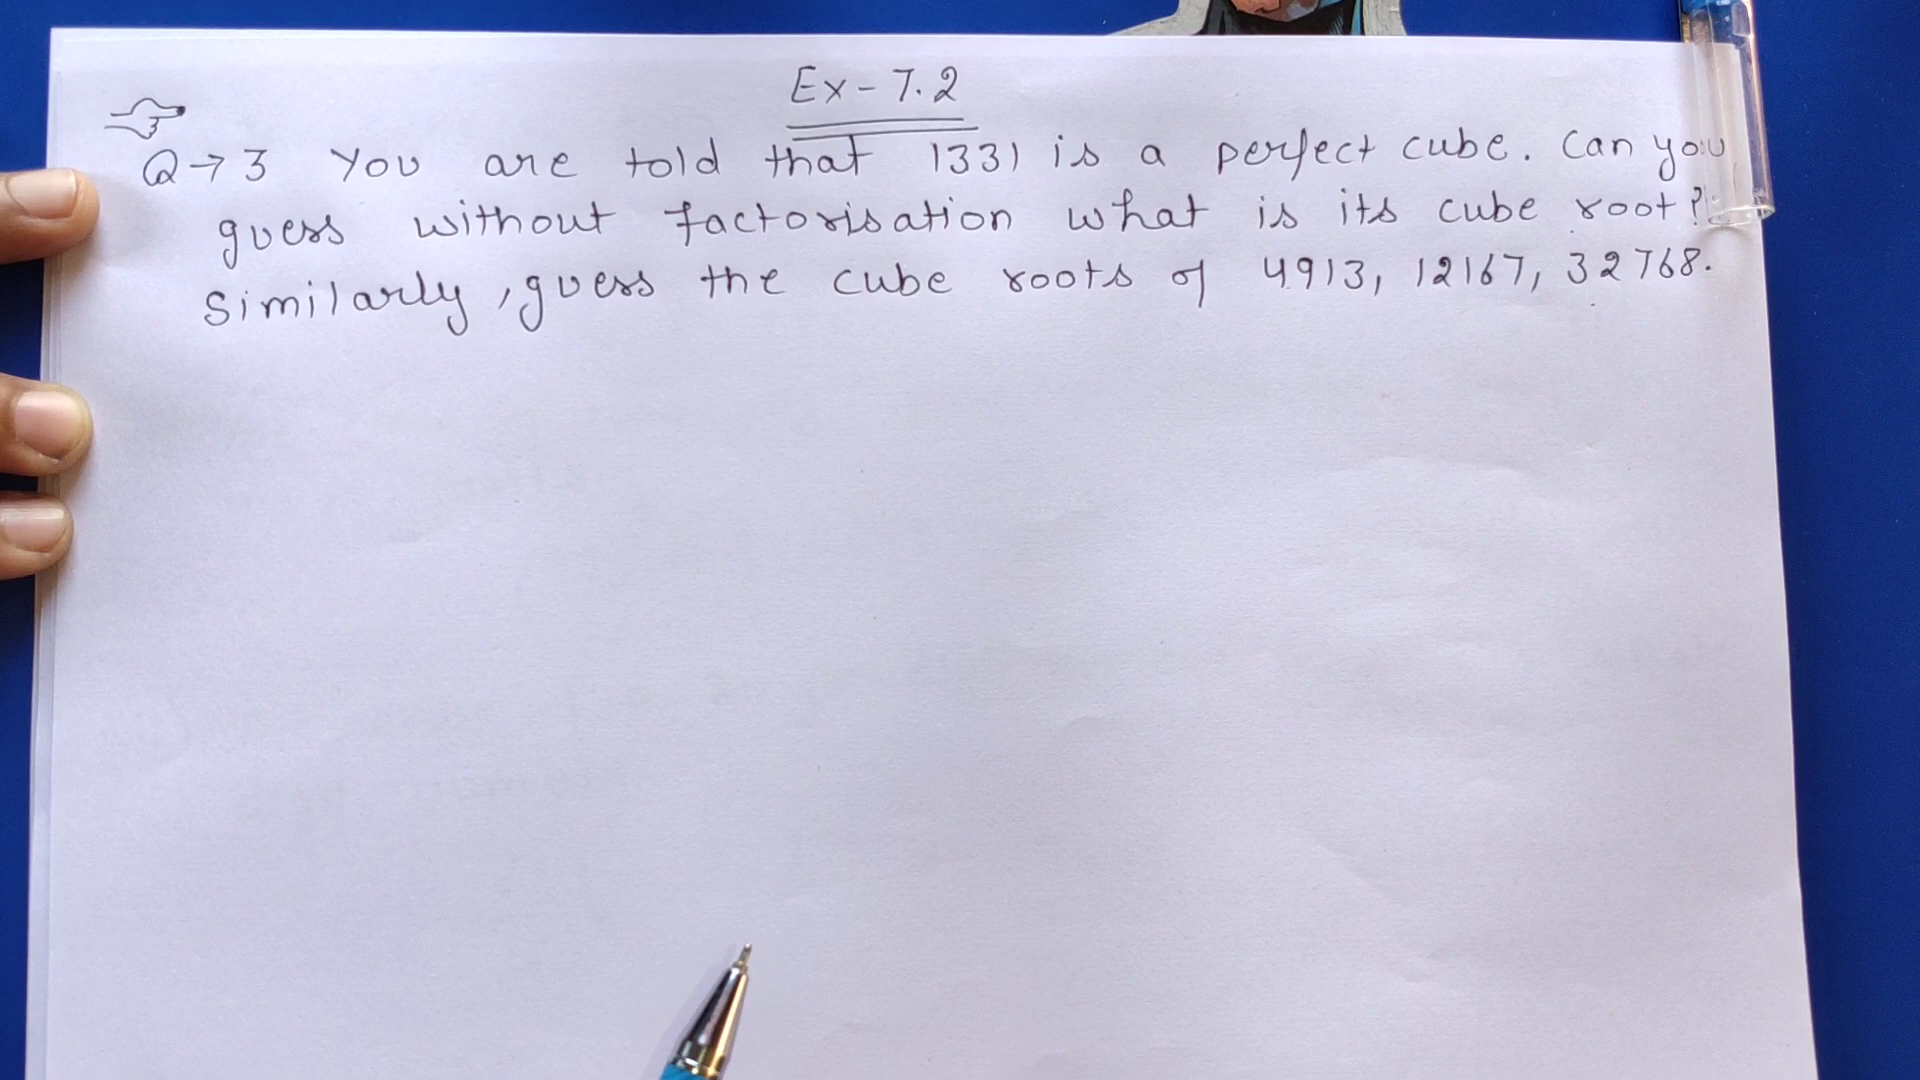 Ex - 7.2
Q→3 You are told that 1331 is a perfect cube. Can you
guess without factorisation what is its cube root?
Similarly, guess the cube roots of 4913, 12167, 32768.